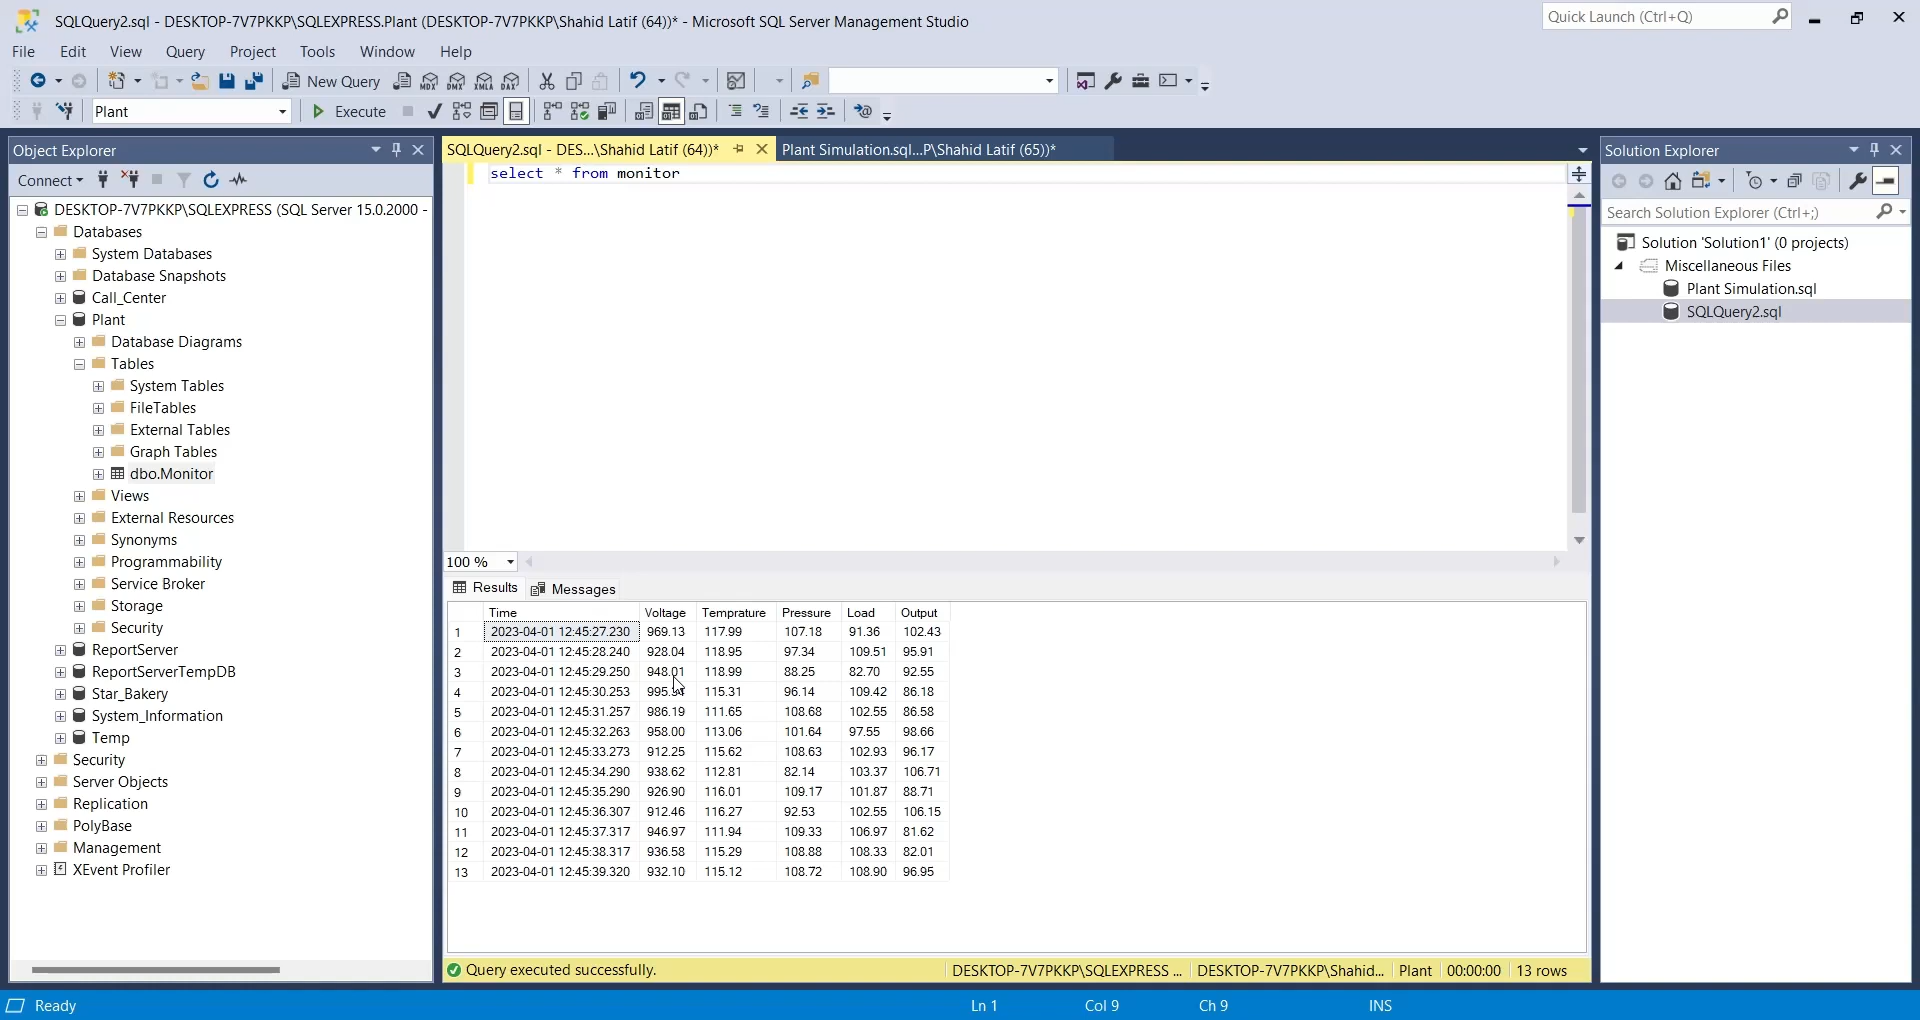 SQLQuery2.sql - DESKTOP-7V7PKKP\SQLEXPRESS.Plant (DESKTOP-7V7PKKP\Shahid Latif (64))* - Microsoft SQL Server Management Studio
Quick Launch (Ctrl+Q)
File Edit View Query Project Tools Window Help
New Query
MDX DMX XMLA DAX
Plant
Execute
Object Explorer
Connect
DESKTOP-7V7PKKP\SQLEXPRESS (SQL Server 15.0.2000 -
Databases
System Databases
Database Snapshots
Call_Center
Plant
Database Diagrams
Tables
System Tables
FileTables
External Tables
Graph Tables
dbo.Monitor
Views
External Resources
Synonyms
Programmability
Service Broker
Storage
Security
ReportServer
ReportServerTempDB
Star_Bakery
System_Information
Temp
Security
Server Objects
Replication
PolyBase
Management
XEvent Profiler
SQLQuery2.sql - DES...\Shahid Latif (64))*
Plant Simulation.sql...P\Shahid Latif (65))*
select * from monitor
100 %
Results Messages
Time Voltage Temprature Pressure Load Output
1 2023-04-01 12:45:27.230 969.13 117.99 107.18 91.36 102.43
2 2023-04-01 12:45:28.240 928.04 118.95 97.34 109.51 95.91
3 2023-04-01 12:45:29.250 948.01 118.99 88.25 82.70 92.55
4 2023-04-01 12:45:30.253 115.31 96.14 109.42 86.18
5 2023-04-01 12:45:31.257 986.19 111.65 108.68 102.55 86.58
6 2023-04-01 12:45:32.263 958.00 113.06 101.64 97.55 98.66
7 2023-04-01 12:45:33.273 912.25 115.62 108.63 102.93 96.17
8 2023-04-01 12:45:34.290 938.62 112.81 82.14 103.37 106.71
9 2023-04-01 12:45:35.290 926.90 116.01 109.17 101.87 88.71
10 2023-04-01 12:45:36.307 912.46 116.27 92.53 102.55 106.15
11 2023-04-01 12:45:37.317 946.97 111.94 109.33 106.97 81.62
12 2023-04-01 12:45:38.317 936.58 115.29 108.88 108.33 82.01
13 2023-04-01 12:45:39.320 932.10 115.12 108.72 108.90 96.95
Query executed successfully.
DESKTOP-7V7PKKP\SQLEXPRESS ... DESKTOP-7V7PKKP\Shahid... Plant 00:00:00 13 rows
Solution Explorer
Search Solution Explorer (Ctrl+;)
Solution 'Solution1' (0 projects)
Miscellaneous Files
Plant Simulation.sql
SQLQuery2.sql
Ready
Ln 1 Col 9 Ch 9 INS